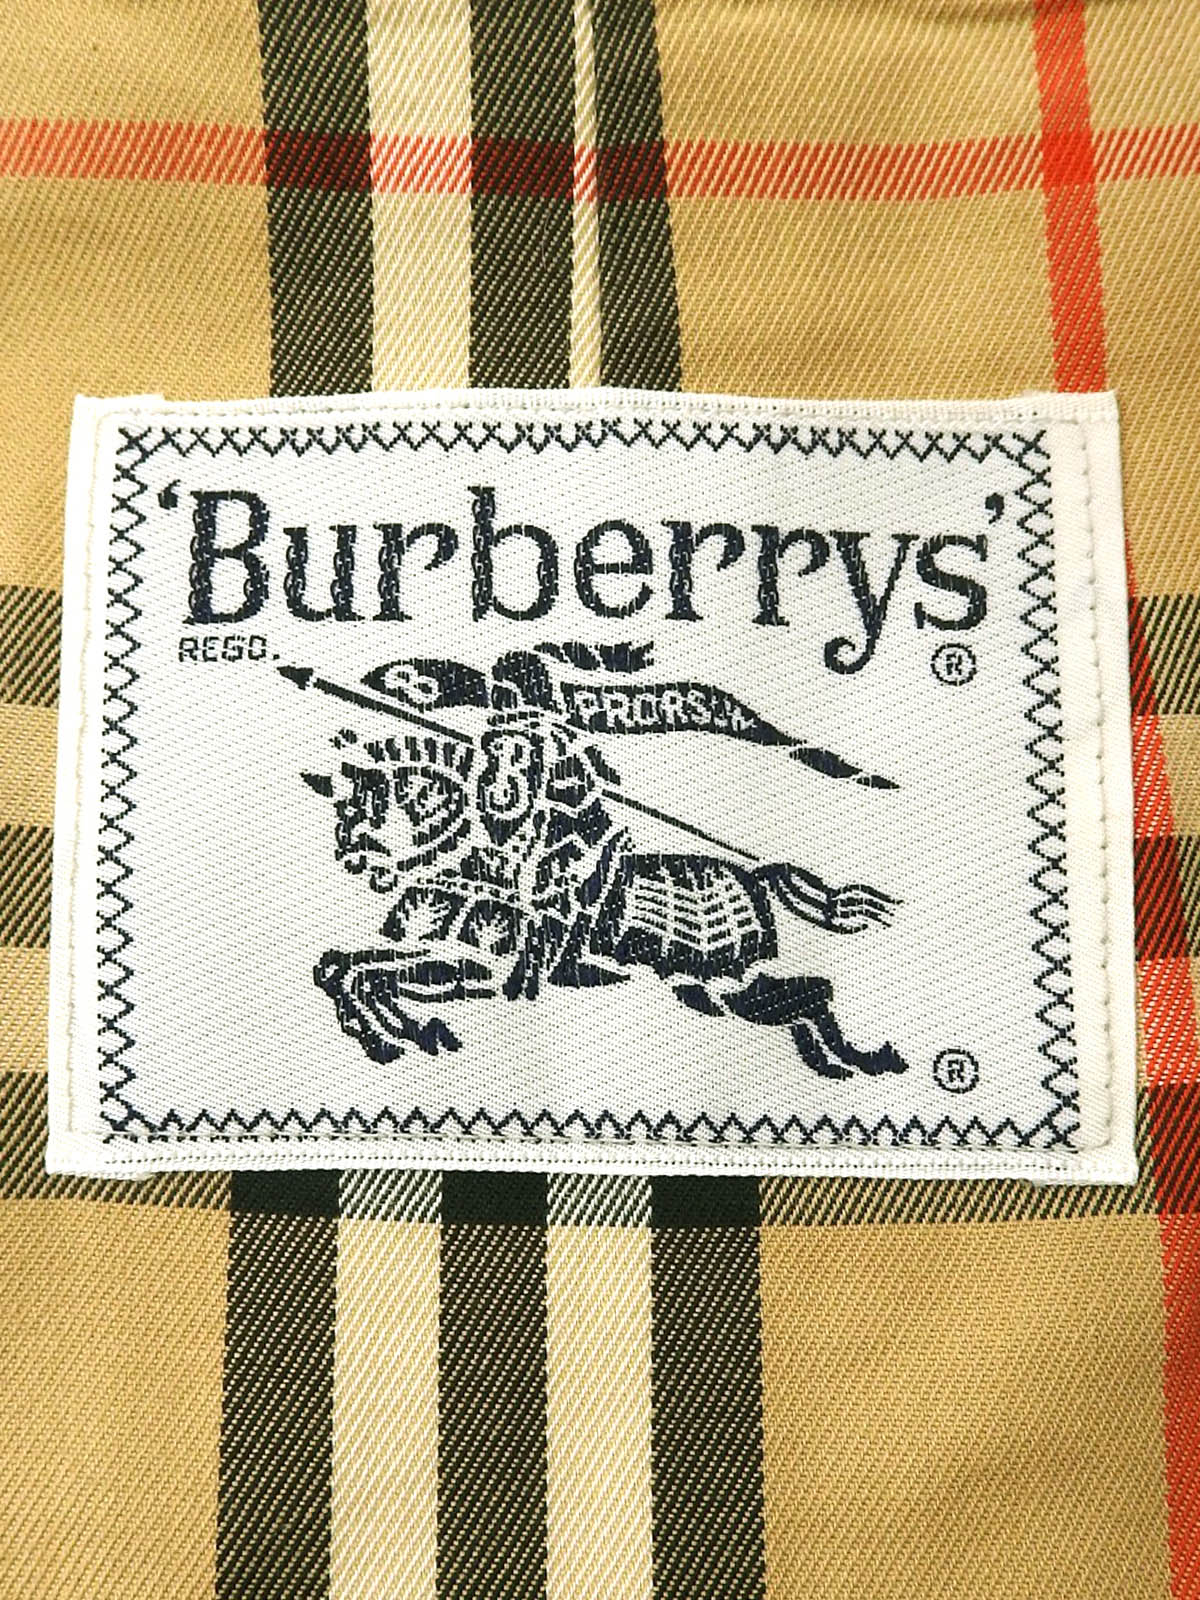 ‘Burberrys’
REGD. ®
B PRORSUM
B
®